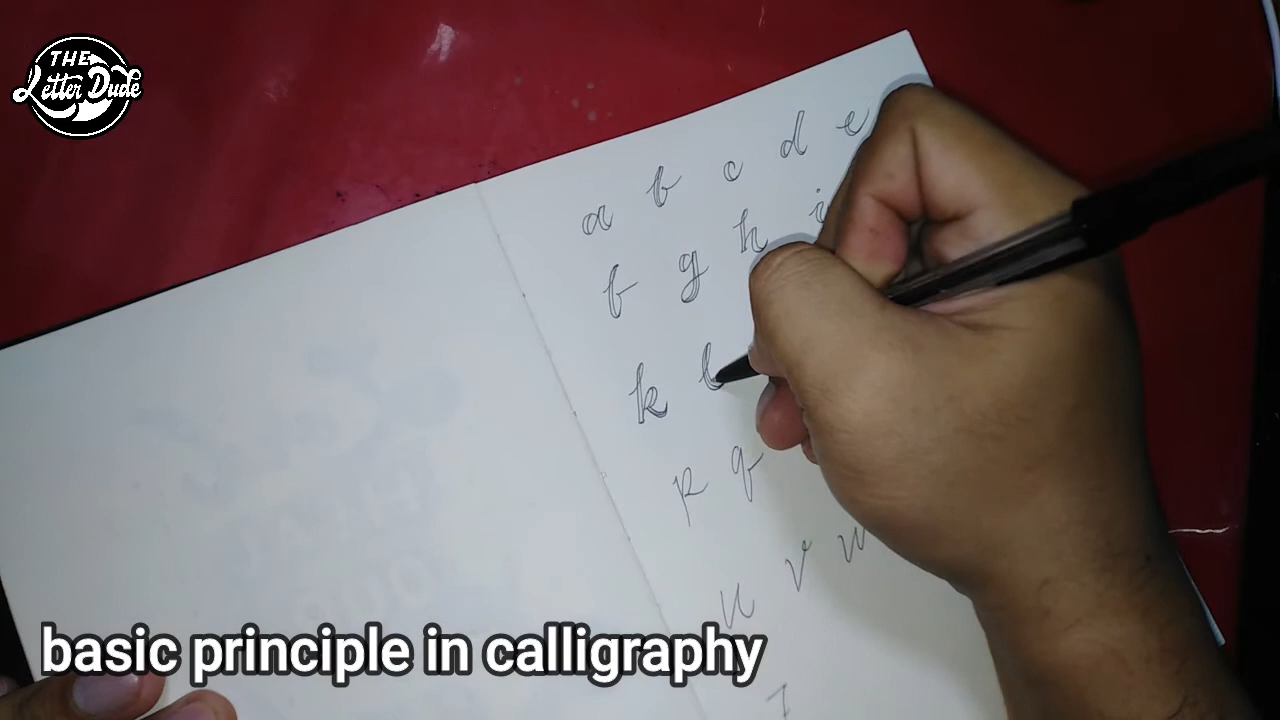 THE
Letter Dude
a b c d e
f g h i
k l
p q
u v w
z
basic principle in calligraphy